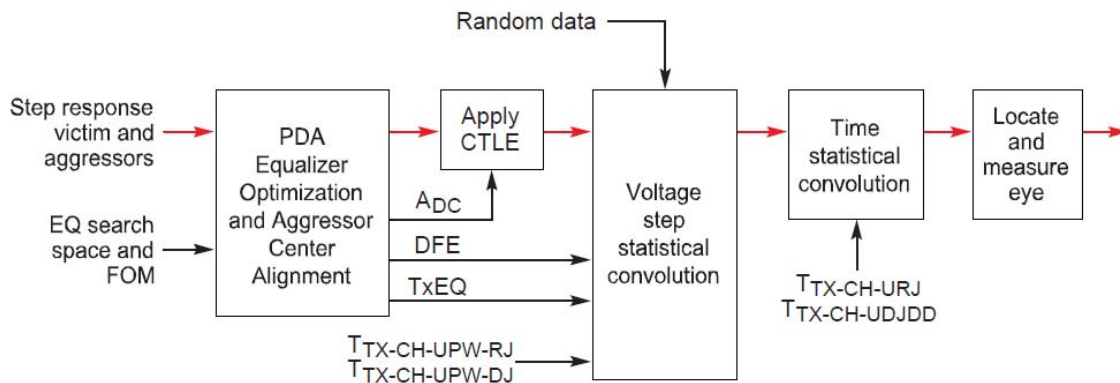 Random data
Step response
victim and
aggressors
EQ search
space and
FOM
PDA
Equalizer
Optimization
and Aggressor
Center
Alignment
Apply
CTLE
ADC
DFE
TxEQ
TTX-CH-UPW-RJ
TTX-CH-UPW-DJ
Voltage
step
statistical
convolution
Time
statistical
convolution
TTX-CH-URJ
TTX-CH-UDJDD
Locate
and
measure
eye